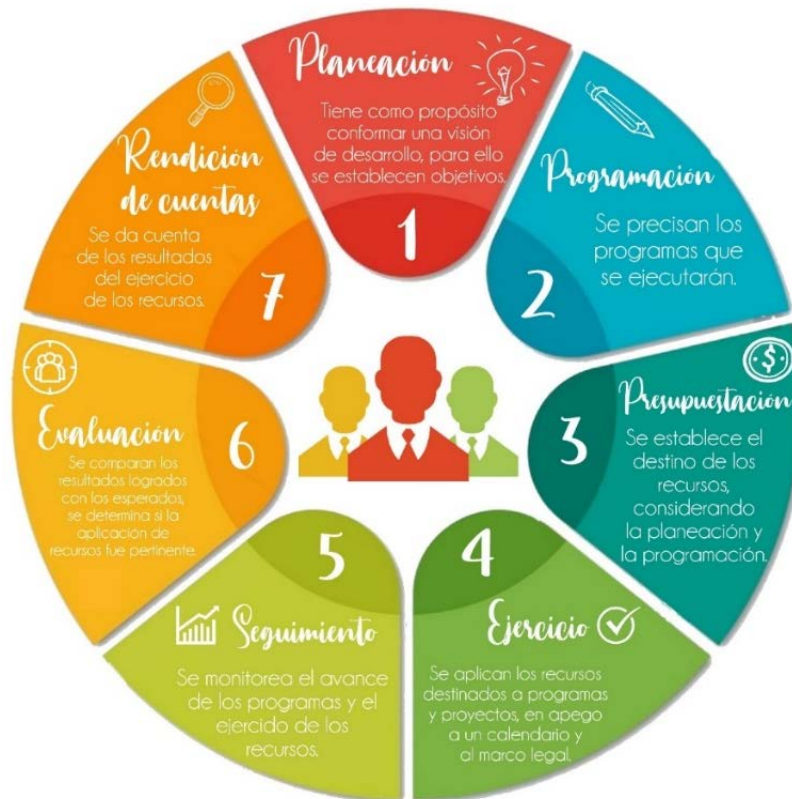 Planeación
Tiene como propósito
conformar una visión
de desarrollo, para ello
se establecen objetivos.
1
Programación
Se precisan los
programas que
se ejecutarán.
2
Presupuestación
Se establece el
destino de los
recursos,
considerando
la planeación y
la programación.
3
4
Ejercicio
Se aplican los recursos
destinados a programas
y proyectos, en apego
a un calendario y
al marco legal.
5
Seguimiento
Se monitorea el avance
de los programas y el
ejercido de los
recursos.
6
Evaluación
Se comparan los
resultados logrados
con los esperados,
se determina si la
aplicación de
recursos fue pertinente.
Rendición
de cuentas
Se da cuenta
de los resultados
del ejercicio
de los recursos.
7
$